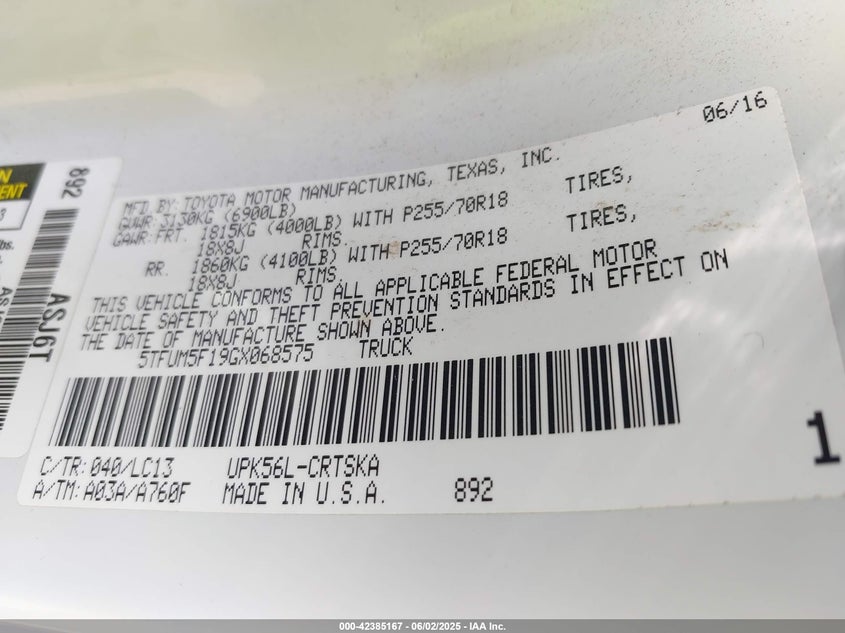 06/16
MFD BY: TOYOTA MOTOR MANUFACTURING, TEXAS, INC.
GVWR: 3130KG (6900LB)
GAWR: FRT. 1815KG (4000LB) WITH P255/70R18 TIRES,
18X8J RIMS.
RR. 1860KG (4100LB) WITH P255/70R18 TIRES,
18X8J RIMS.
THIS VEHICLE CONFORMS TO ALL APPLICABLE FEDERAL MOTOR
VEHICLE SAFETY AND THEFT PREVENTION STANDARDS IN EFFECT ON
THE DATE OF MANUFACTURE SHOWN ABOVE.
5TFUM5F19GX068575 TRUCK
C/TR: 040/LC13 UPK56L-CRTSKA
A/TM: A03A/A760F MADE IN U.S.A. 892
1
892
ASJ6T
000-42385167 - 06/02/2025 - IAA Inc.